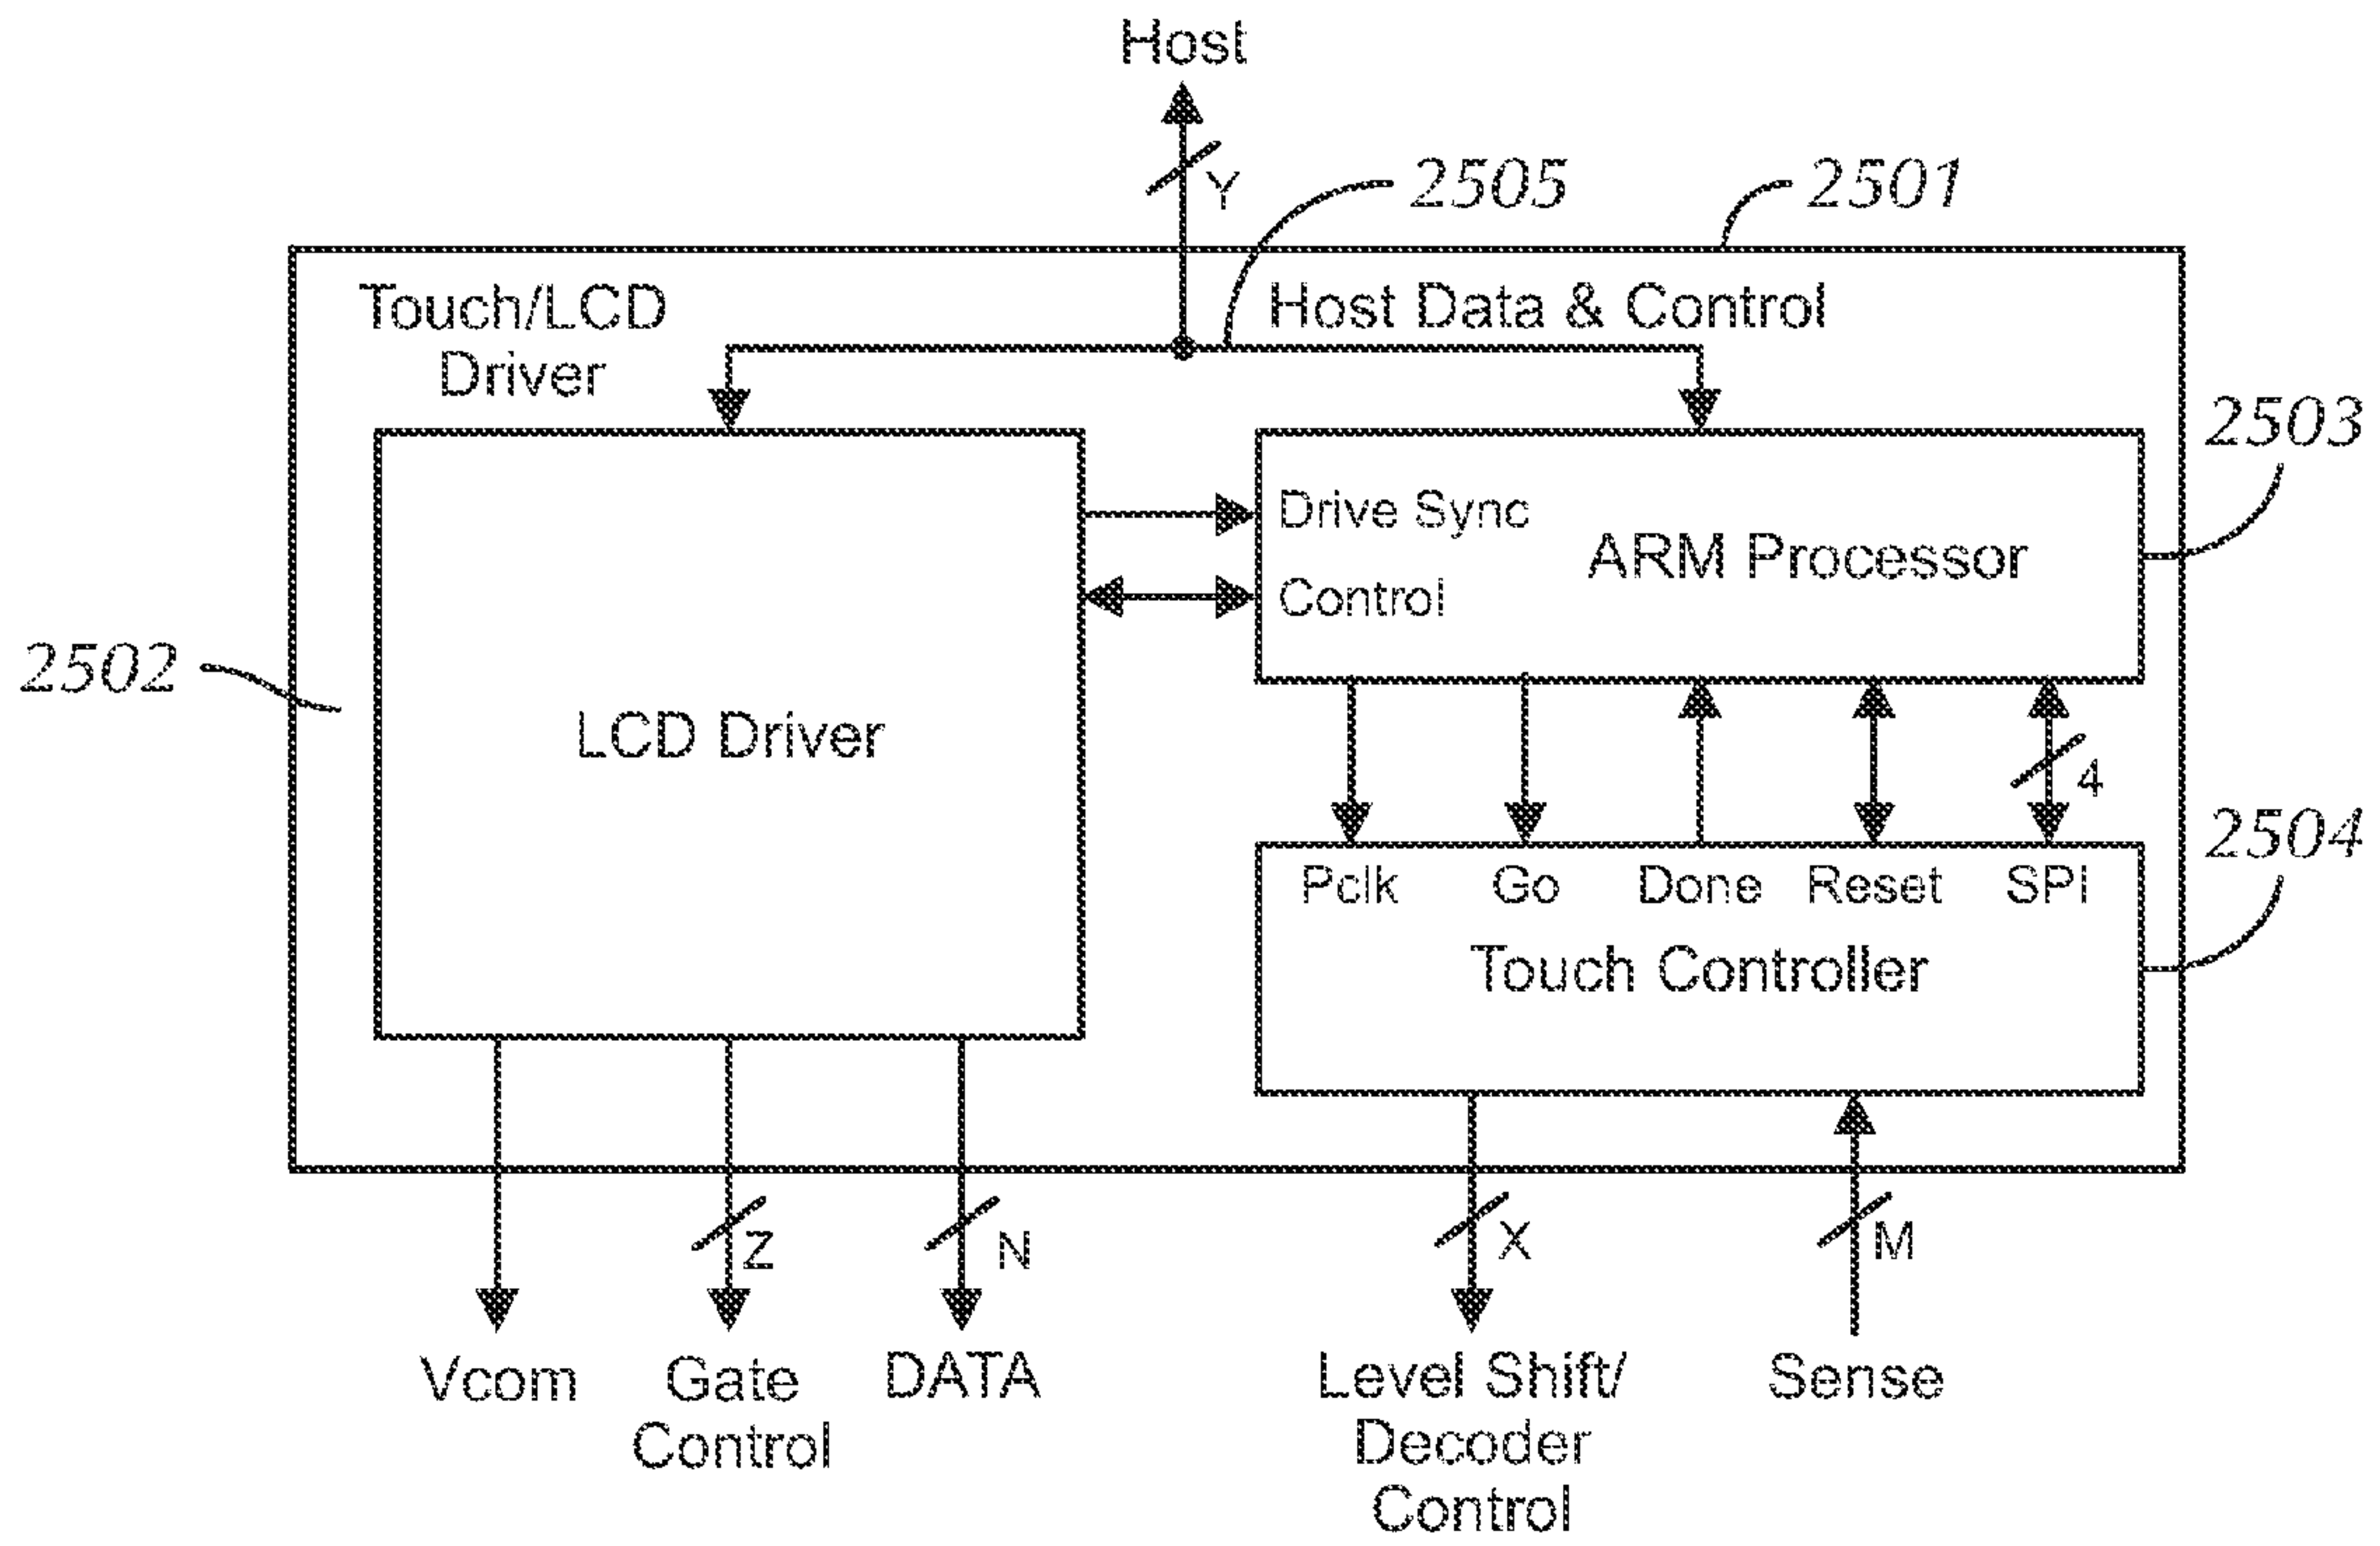 Host
Y
2505
2501
Touch/LCD
Driver
Host Data & Control
2503
Drive Sync
ARM Processor
Control
2502
LCD Driver
4
2504
Pclk Go Done Reset SPI
Touch Controller
Z
N
X
M
Vcom
Gate
Control
DATA
Level Shift/
Decoder
Control
Sense